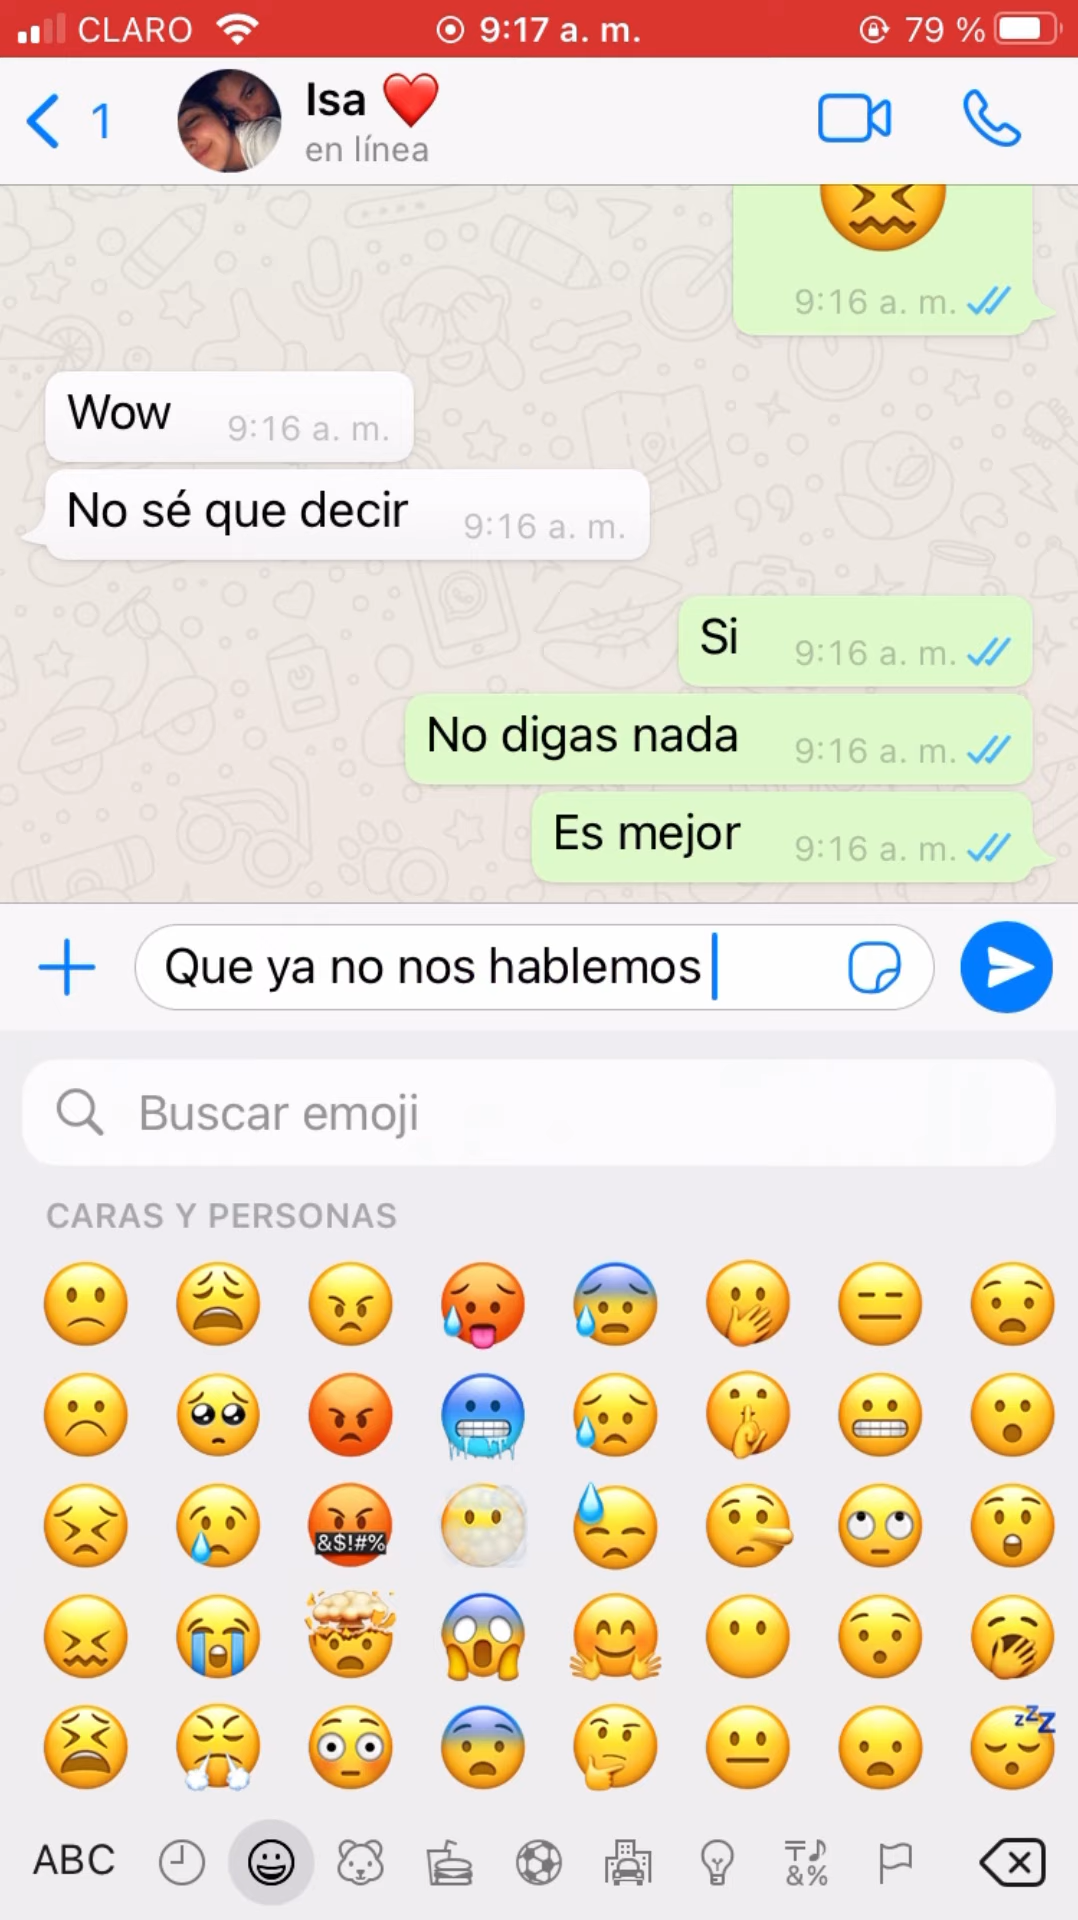 CLARO 9:17 a. m. 79 %
1 Isa
en línea
9:16 a. m.
Wow 9:16 a. m.
No sé que decir 9:16 a. m.
Si 9:16 a. m.
No digas nada 9:16 a. m.
Es mejor 9:16 a. m.
Que ya no nos hablemos
Buscar emoji
CARAS Y PERSONAS
&$!#%
zZZ
ABC &%